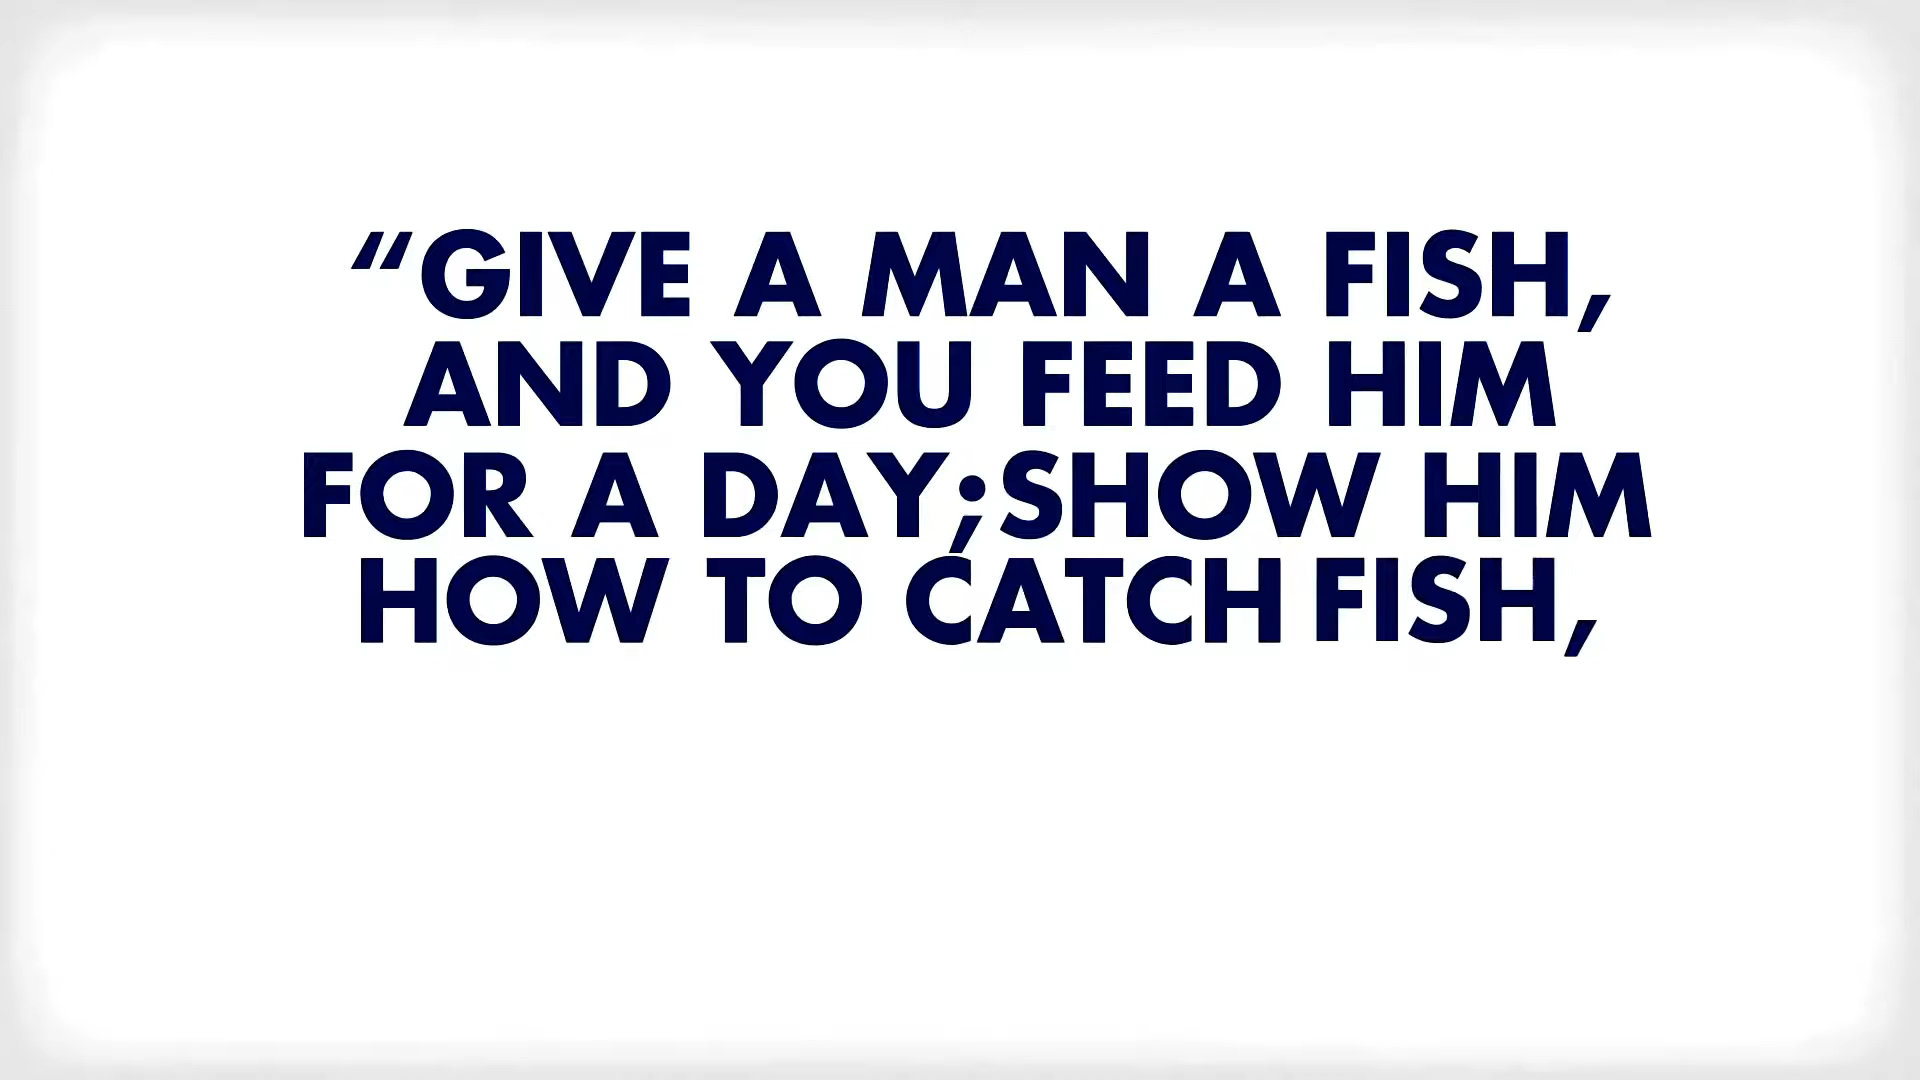 “GIVE A MAN A FISH,
AND YOU FEED HIM
FOR A DAY;SHOW HIM
HOW TO CATCH FISH,